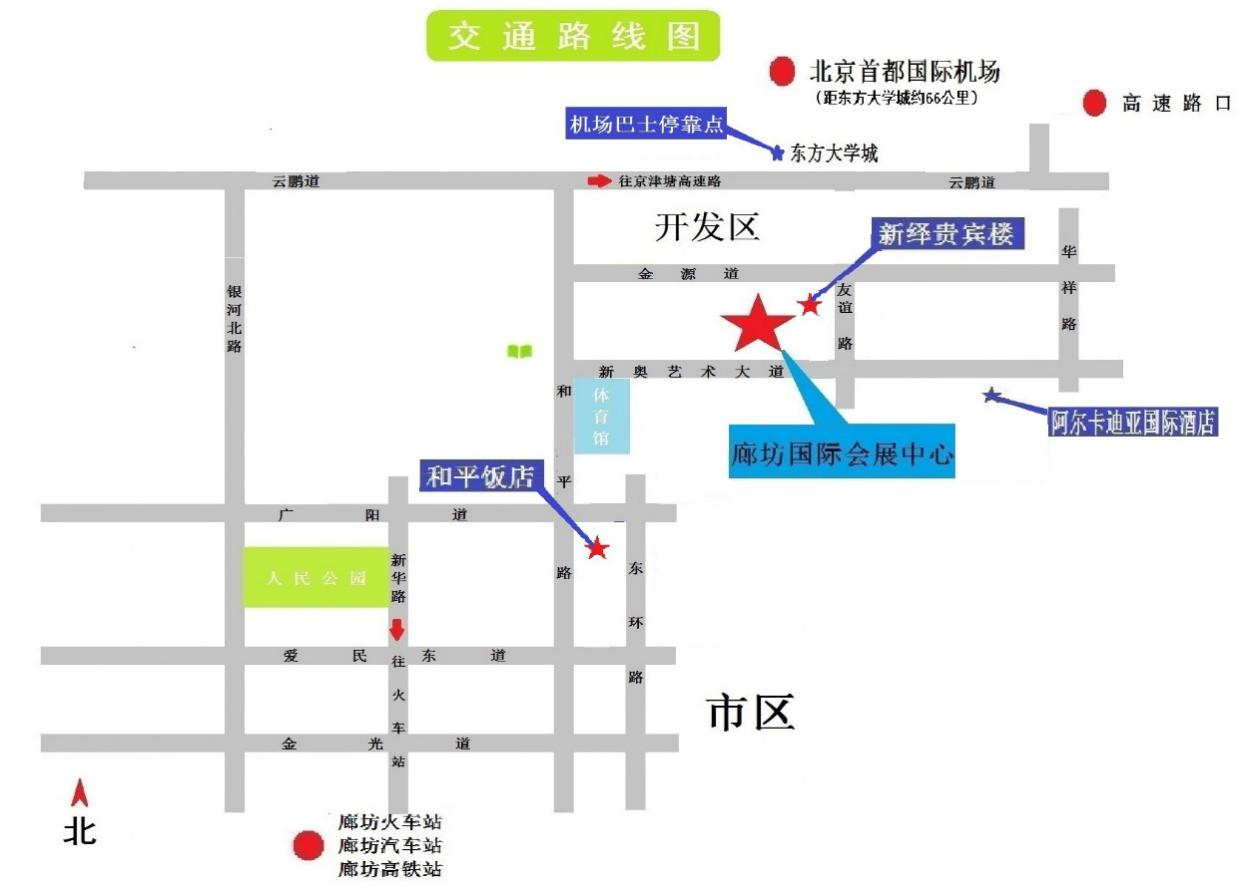 交通路线图
北京首都国际机场
(距东方大学城约66公里)
高速路口
机场巴士停靠点
东方大学城
云鹏道
往京津塘高速路
云鹏道
开发区
新绎贵宾楼
华祥路
金源道
银河北路
友谊路
新奥艺术大道
和平路
体育馆
阿尔卡迪亚国际酒店
廊坊国际会展中心
和平饭店
广阳道
新华路
人民公园
东环路
爱民东道
往火车站
市区
金光道
北
廊坊火车站
廊坊汽车站
廊坊高铁站